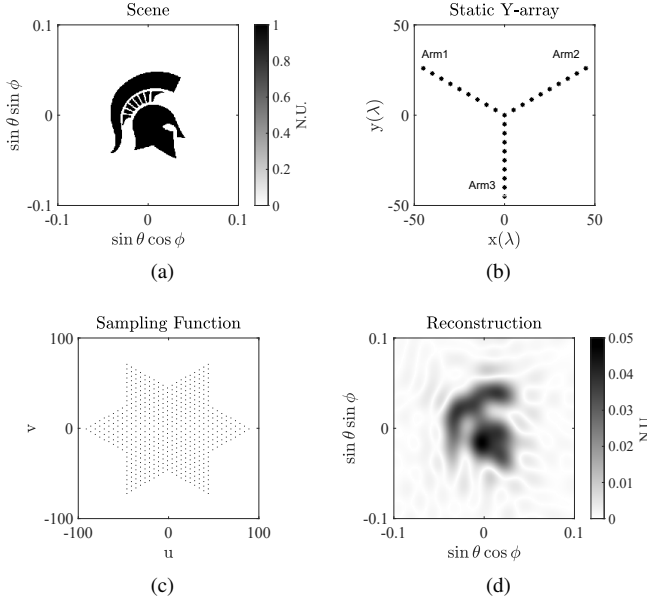 Scene
0.1
0
-0.1
sin θ sin ϕ
-0.1
0
0.1
sin θ cos ϕ
1
0.8
0.6
0.4
0.2
0
N.U.
(a)
Static Y-array
50
0
-50
y(λ)
Arm1
Arm2
Arm3
-50
0
50
x(λ)
(b)
Sampling Function
100
0
-100
v
-100
0
100
u
(c)
Reconstruction
0.1
0
-0.1
sin θ sin ϕ
-0.1
0
0.1
sin θ cos ϕ
0.05
0.04
0.03
0.02
0.01
0
N.U.
(d)